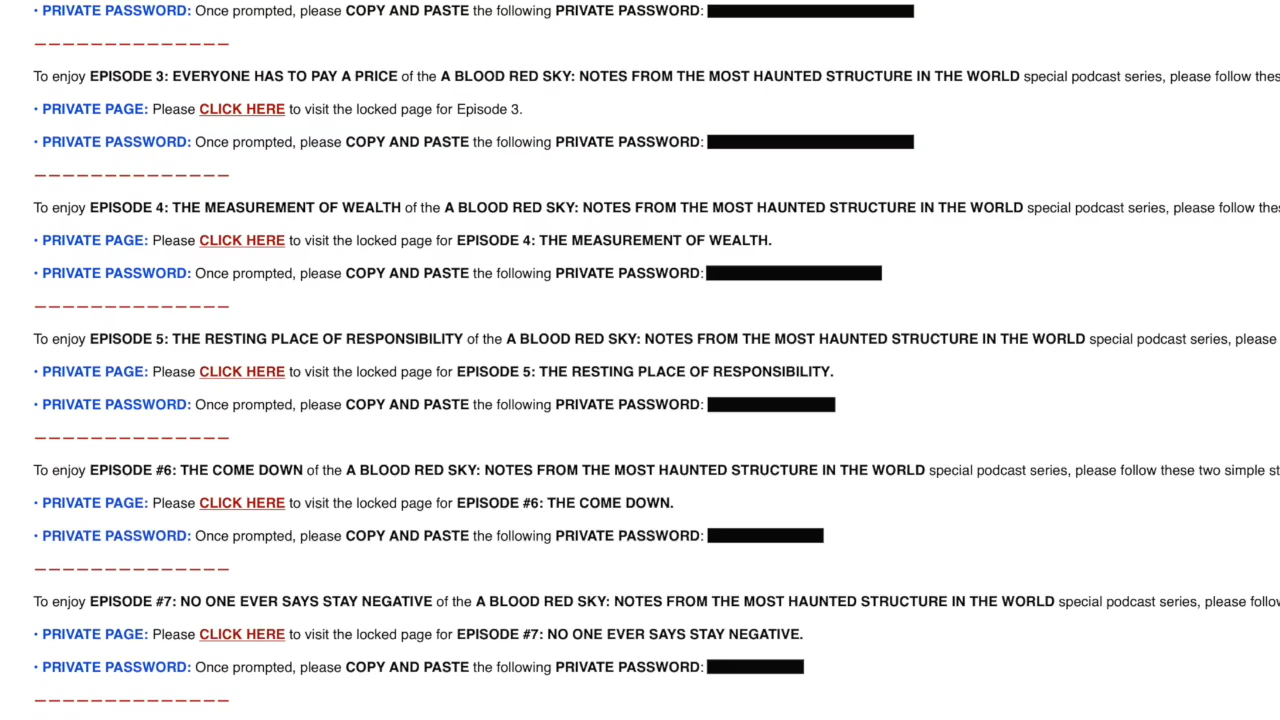 • PRIVATE PASSWORD: Once prompted, please COPY AND PASTE the following PRIVATE PASSWORD:
——————————————
To enjoy EPISODE 3: EVERYONE HAS TO PAY A PRICE of the A BLOOD RED SKY: NOTES FROM THE MOST HAUNTED STRUCTURE IN THE WORLD special podcast series, please follow thes
• PRIVATE PAGE: Please CLICK HERE to visit the locked page for Episode 3.
• PRIVATE PASSWORD: Once prompted, please COPY AND PASTE the following PRIVATE PASSWORD:
——————————————
To enjoy EPISODE 4: THE MEASUREMENT OF WEALTH of the A BLOOD RED SKY: NOTES FROM THE MOST HAUNTED STRUCTURE IN THE WORLD special podcast series, please follow thes
• PRIVATE PAGE: Please CLICK HERE to visit the locked page for EPISODE 4: THE MEASUREMENT OF WEALTH.
• PRIVATE PASSWORD: Once prompted, please COPY AND PASTE the following PRIVATE PASSWORD:
——————————————
To enjoy EPISODE 5: THE RESTING PLACE OF RESPONSIBILITY of the A BLOOD RED SKY: NOTES FROM THE MOST HAUNTED STRUCTURE IN THE WORLD special podcast series, please
• PRIVATE PAGE: Please CLICK HERE to visit the locked page for EPISODE 5: THE RESTING PLACE OF RESPONSIBILITY.
• PRIVATE PASSWORD: Once prompted, please COPY AND PASTE the following PRIVATE PASSWORD:
——————————————
To enjoy EPISODE #6: THE COME DOWN of the A BLOOD RED SKY: NOTES FROM THE MOST HAUNTED STRUCTURE IN THE WORLD special podcast series, please follow these two simple st
• PRIVATE PAGE: Please CLICK HERE to visit the locked page for EPISODE #6: THE COME DOWN.
• PRIVATE PASSWORD: Once prompted, please COPY AND PASTE the following PRIVATE PASSWORD:
——————————————
To enjoy EPISODE #7: NO ONE EVER SAYS STAY NEGATIVE of the A BLOOD RED SKY: NOTES FROM THE MOST HAUNTED STRUCTURE IN THE WORLD special podcast series, please follow
• PRIVATE PAGE: Please CLICK HERE to visit the locked page for EPISODE #7: NO ONE EVER SAYS STAY NEGATIVE.
• PRIVATE PASSWORD: Once prompted, please COPY AND PASTE the following PRIVATE PASSWORD:
——————————————